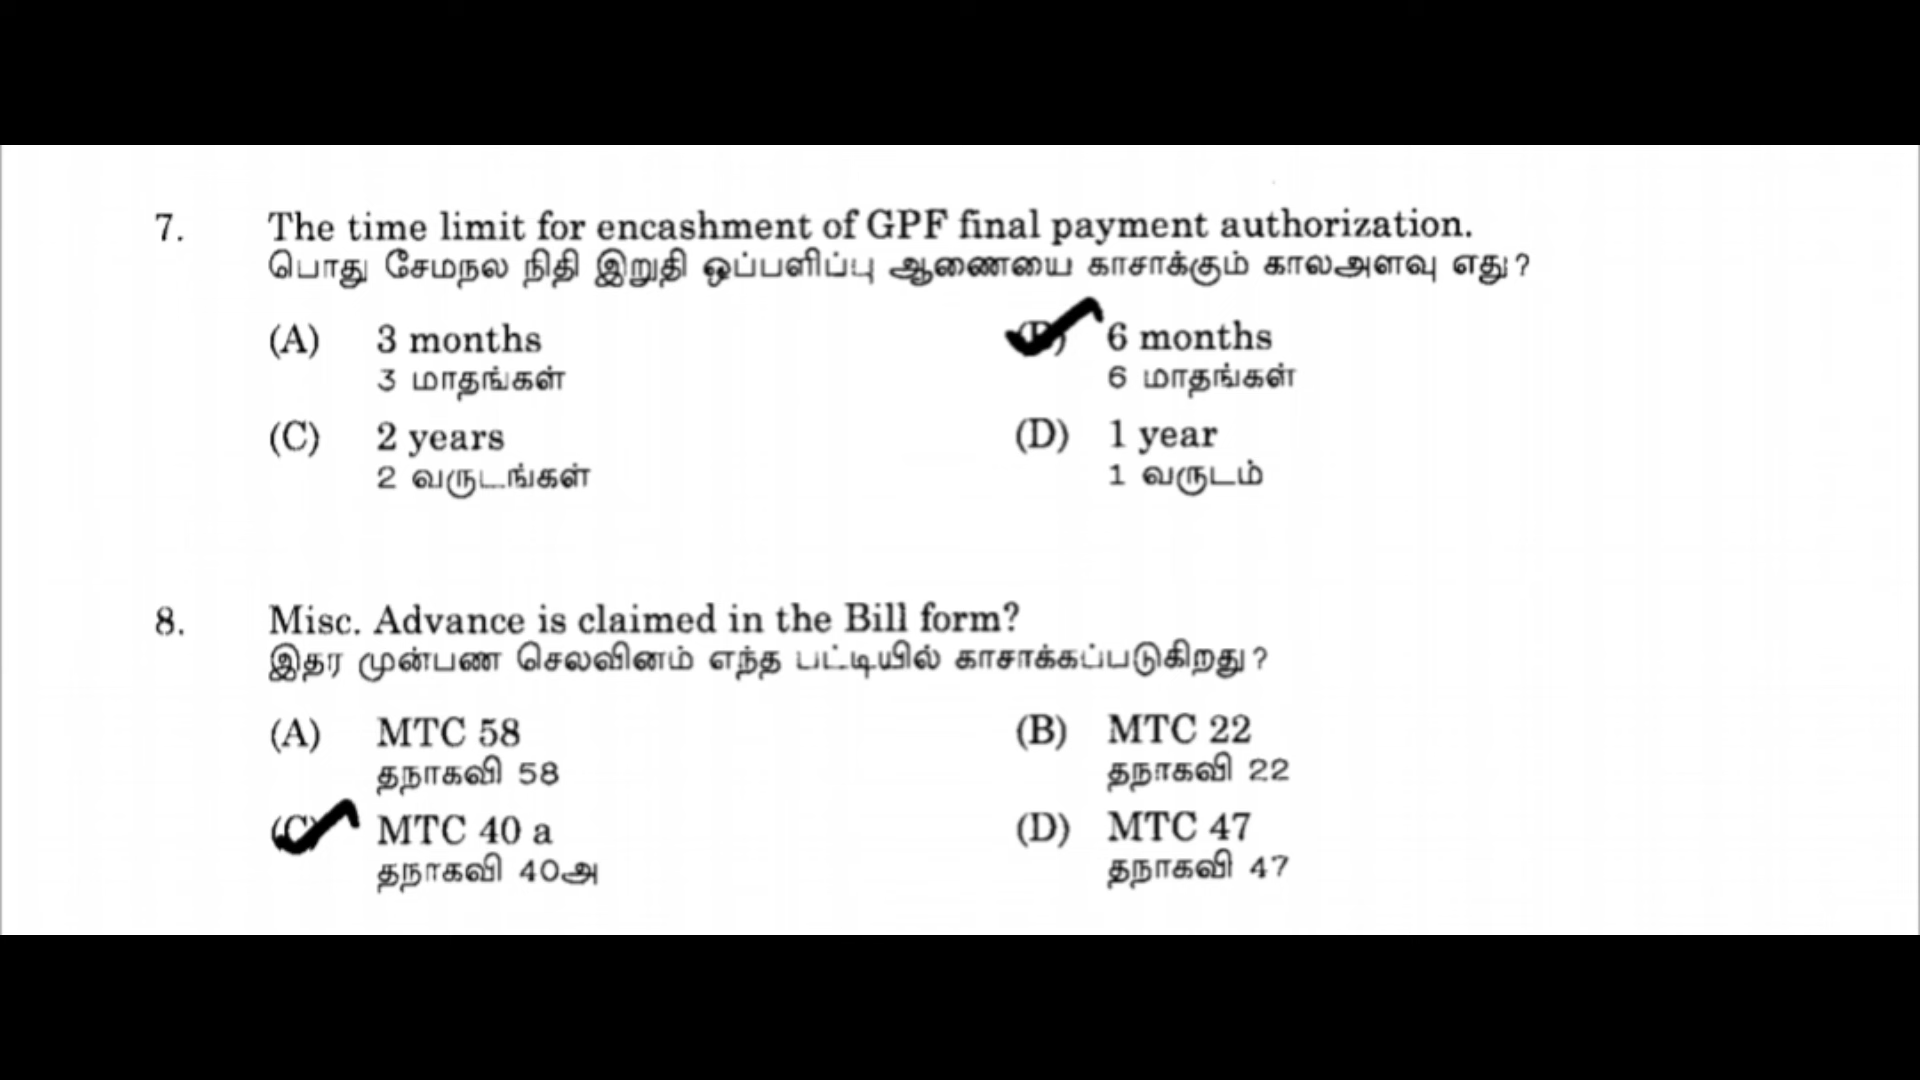 7. The time limit for encashment of GPF final payment authorization.
பொது சேமநல நிதி இறுதி ஒப்பளிப்பு ஆணையை காசாக்கும் காலஅளவு எது?
(A) 3 months (B) 6 months
3 மாதங்கள் 6 மாதங்கள்
(C) 2 years (D) 1 year
2 வருடங்கள் 1 வருடம்
8. Misc. Advance is claimed in the Bill form?
இதர முன்பண செலவினம் எந்த பட்டியில் காசாக்கப்படுகிறது?
(A) MTC 58 (B) MTC 22
தநாகவி 58 தநாகவி 22
(C) MTC 40 a (D) MTC 47
தநாகவி 40அ தநாகவி 47